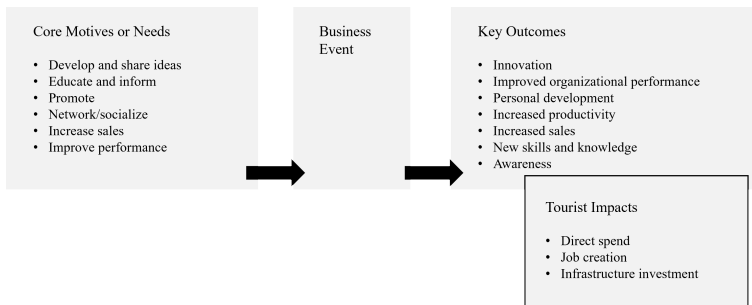 Core Motives or Needs
• Develop and share ideas
• Educate and inform
• Promote
• Network/socialize
• Increase sales
• Improve performance
Business
Event
Key Outcomes
• Innovation
• Improved organizational performance
• Personal development
• Increased productivity
• Increased sales
• New skills and knowledge
• Awareness
Tourist Impacts
• Direct spend
• Job creation
• Infrastructure investment